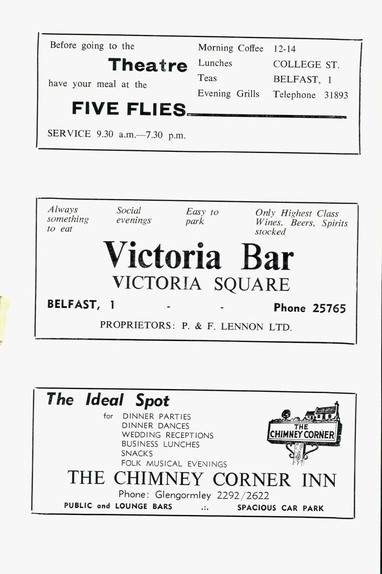 Before going to the
Theatre
have your meal at the
FIVE FLIES
SERVICE 9.30 a.m.—7.30 p.m.
Morning Coffee
Lunches
Teas
Evening Grills
12-14
COLLEGE ST.
BELFAST, 1
Telephone 31893
Always
something
to eat
Social
evenings
Easy to
park
Only Highest Class
Wines, Beers, Spirits
stocked
Victoria Bar
VICTORIA SQUARE
BELFAST, 1 - - Phone 25765
PROPRIETORS: P. & F. LENNON LTD.
The Ideal Spot
for DINNER PARTIES
DINNER DANCES
WEDDING RECEPTIONS
BUSINESS LUNCHES
SNACKS
FOLK MUSICAL EVENINGS
THE
CHIMNEY CORNER
THE CHIMNEY CORNER INN
Phone: Glengormley 2292/2622
PUBLIC and LOUNGE BARS .:. SPACIOUS CAR PARK